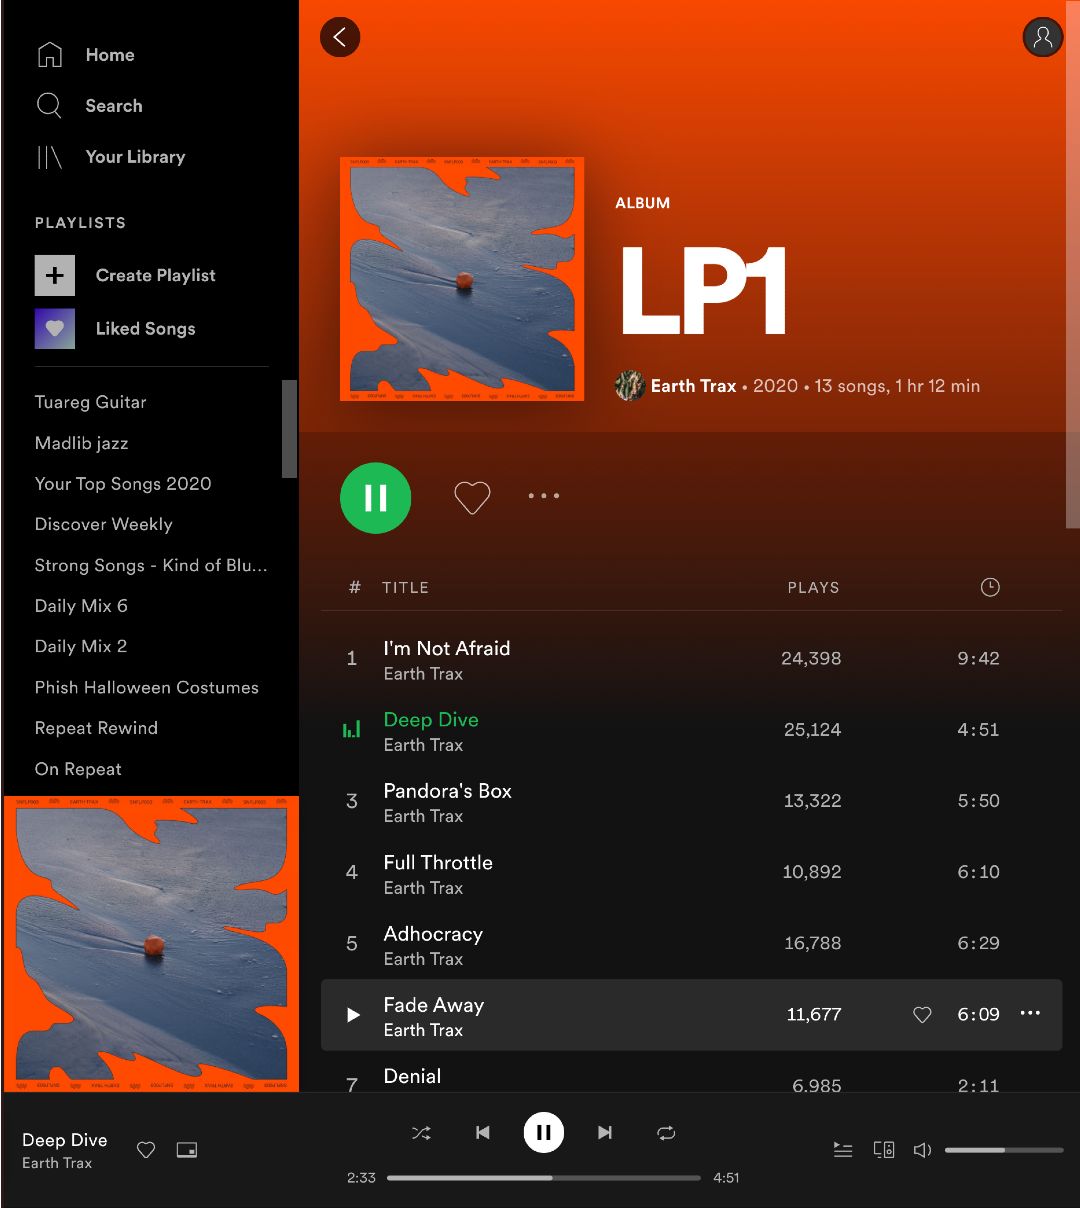 Home
Search
Your Library
PLAYLISTS
Create Playlist
Liked Songs
Tuareg Guitar
Madlib jazz
Your Top Songs 2020
Discover Weekly
Strong Songs - Kind of Blu...
Daily Mix 6
Daily Mix 2
Phish Halloween Costumes
Repeat Rewind
On Repeat
ALBUM
LP1
Earth Trax • 2020 • 13 songs, 1 hr 12 min
# TITLE PLAYS
1 I'm Not Afraid 24,398 9:42
Earth Trax
Deep Dive 25,124 4:51
Earth Trax
3 Pandora's Box 13,322 5:50
Earth Trax
4 Full Throttle 10,892 6:10
Earth Trax
5 Adhocracy 16,788 6:29
Earth Trax
Fade Away 11,677 6:09
Earth Trax
7 Denial 6,985 2:11
Deep Dive
Earth Trax
2:33 4:51